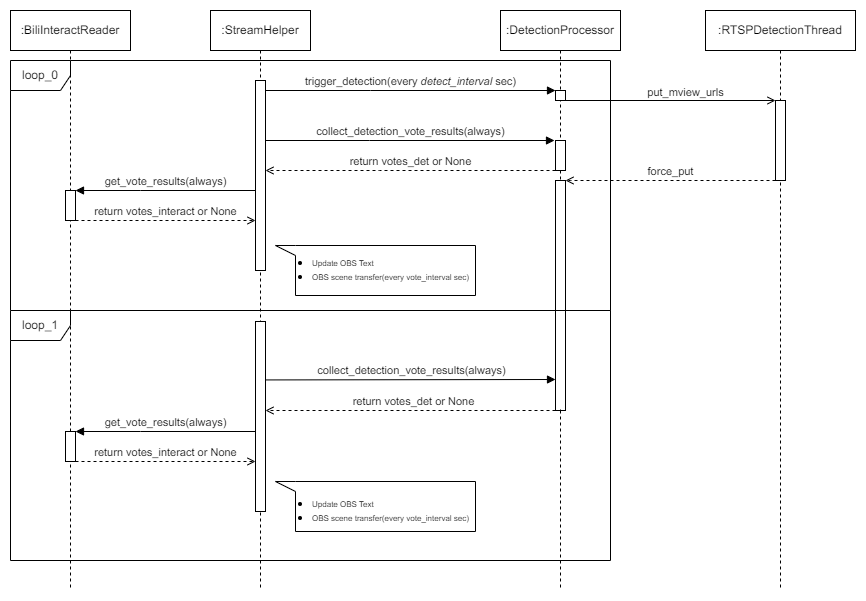 :BiliInteractReader
:StreamHelper
:DetectionProcessor
:RTSPDetectionThread
loop_0
trigger_detection(every detect_interval sec)
put_mview_urls
collect_detection_vote_results(always)
return votes_det or None
force_put
get_vote_results(always)
return votes_interact or None
Update OBS Text
OBS scene transfer(every vote_interval sec)
loop_1
collect_detection_vote_results(always)
return votes_det or None
get_vote_results(always)
return votes_interact or None
Update OBS Text
OBS scene transfer(every vote_interval sec)